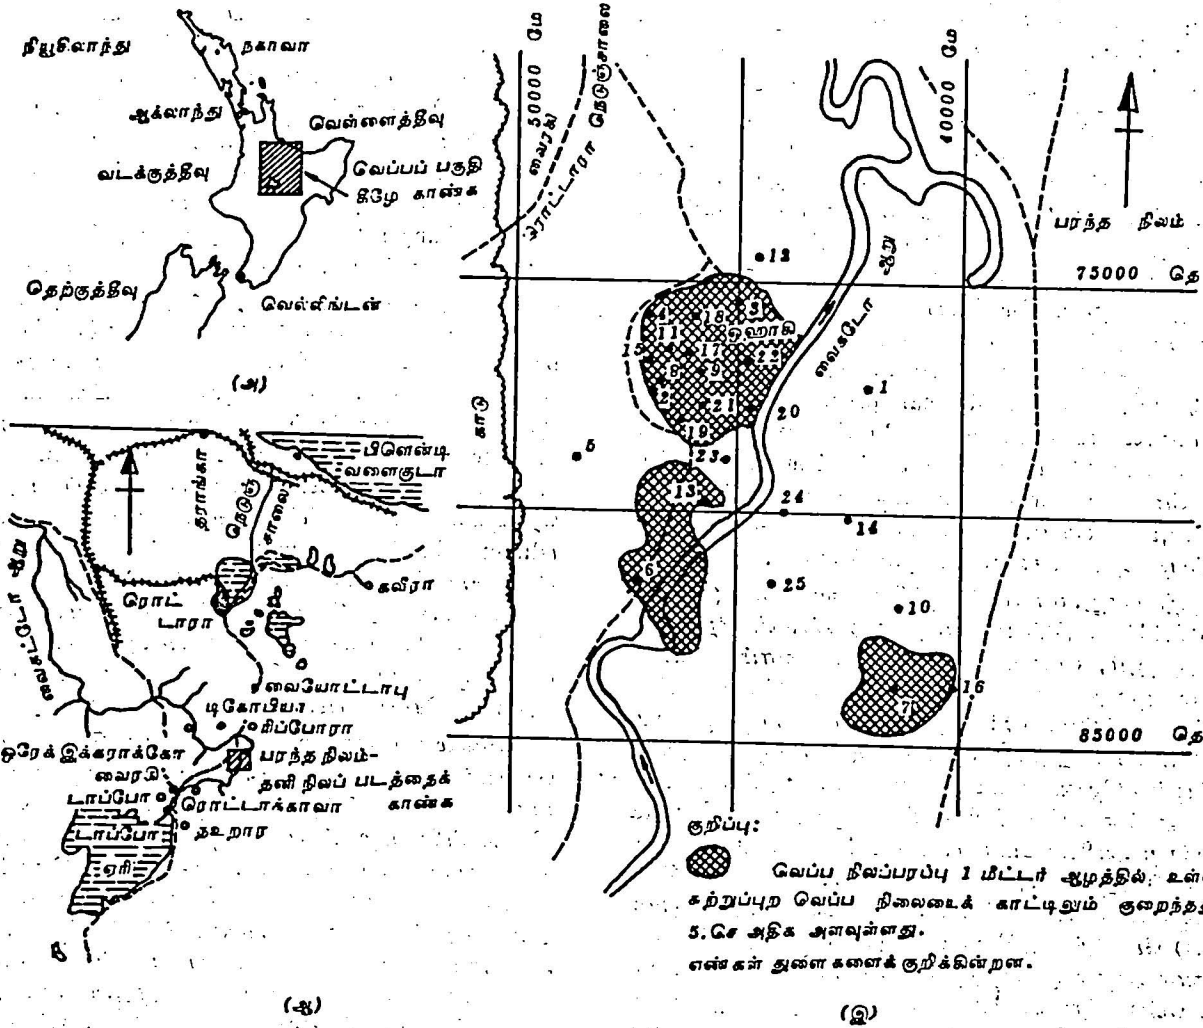 நியூசிலாந்து
நகாவா
ஆக்லாந்து
வெள்ளைத்தீவு
வடக்குத்தீவு
வெப்பப் பகுதி
கீழே காண்க
தெற்குத்தீவு
வெல்லிங்டன்
(அ)
பிளெண்டி
வளைகுடா
தராங்கா
நெடுஞ்
சாலை
வைகட்டோ ஆறு
ரொட்
டாரா
கவீரா
வையோட்டாபு
டிகோபியா
ரிப்போரா
ஒரேக் இக்கராக்கோ
பரந்த நிலம்-
வைரகி
தனி நிலப் படத்தைக்
காண்க
டாப்போ
ரொட்டாக்காவா
தஉறார
டாப்போ
ஏரி
(ஆ)
50000 மே
40000 மே
வைரகி
ரொட்டாரா நெடுஞ்சாலை
பரந்த நிலம்
12
75000 தெ
ஆறு
வைகடோ
காடு
4
18
3
ஒஹாகி
11
15
17
22
8
9
2
21
20
1
19
5
23
13
24
14
6
25
10
7
16
85000 தெ
குறிப்பு:
வெப்ப நிலப்பரப்பு 1 மீட்டர் ஆழத்தில் உள்ள
சுற்றுப்புற வெப்ப நிலையைக் காட்டிலும்
5.செ அதிக அளவுள்ளது.
எண்கள் துளைகளைக் குறிக்கின்றன.
(இ)